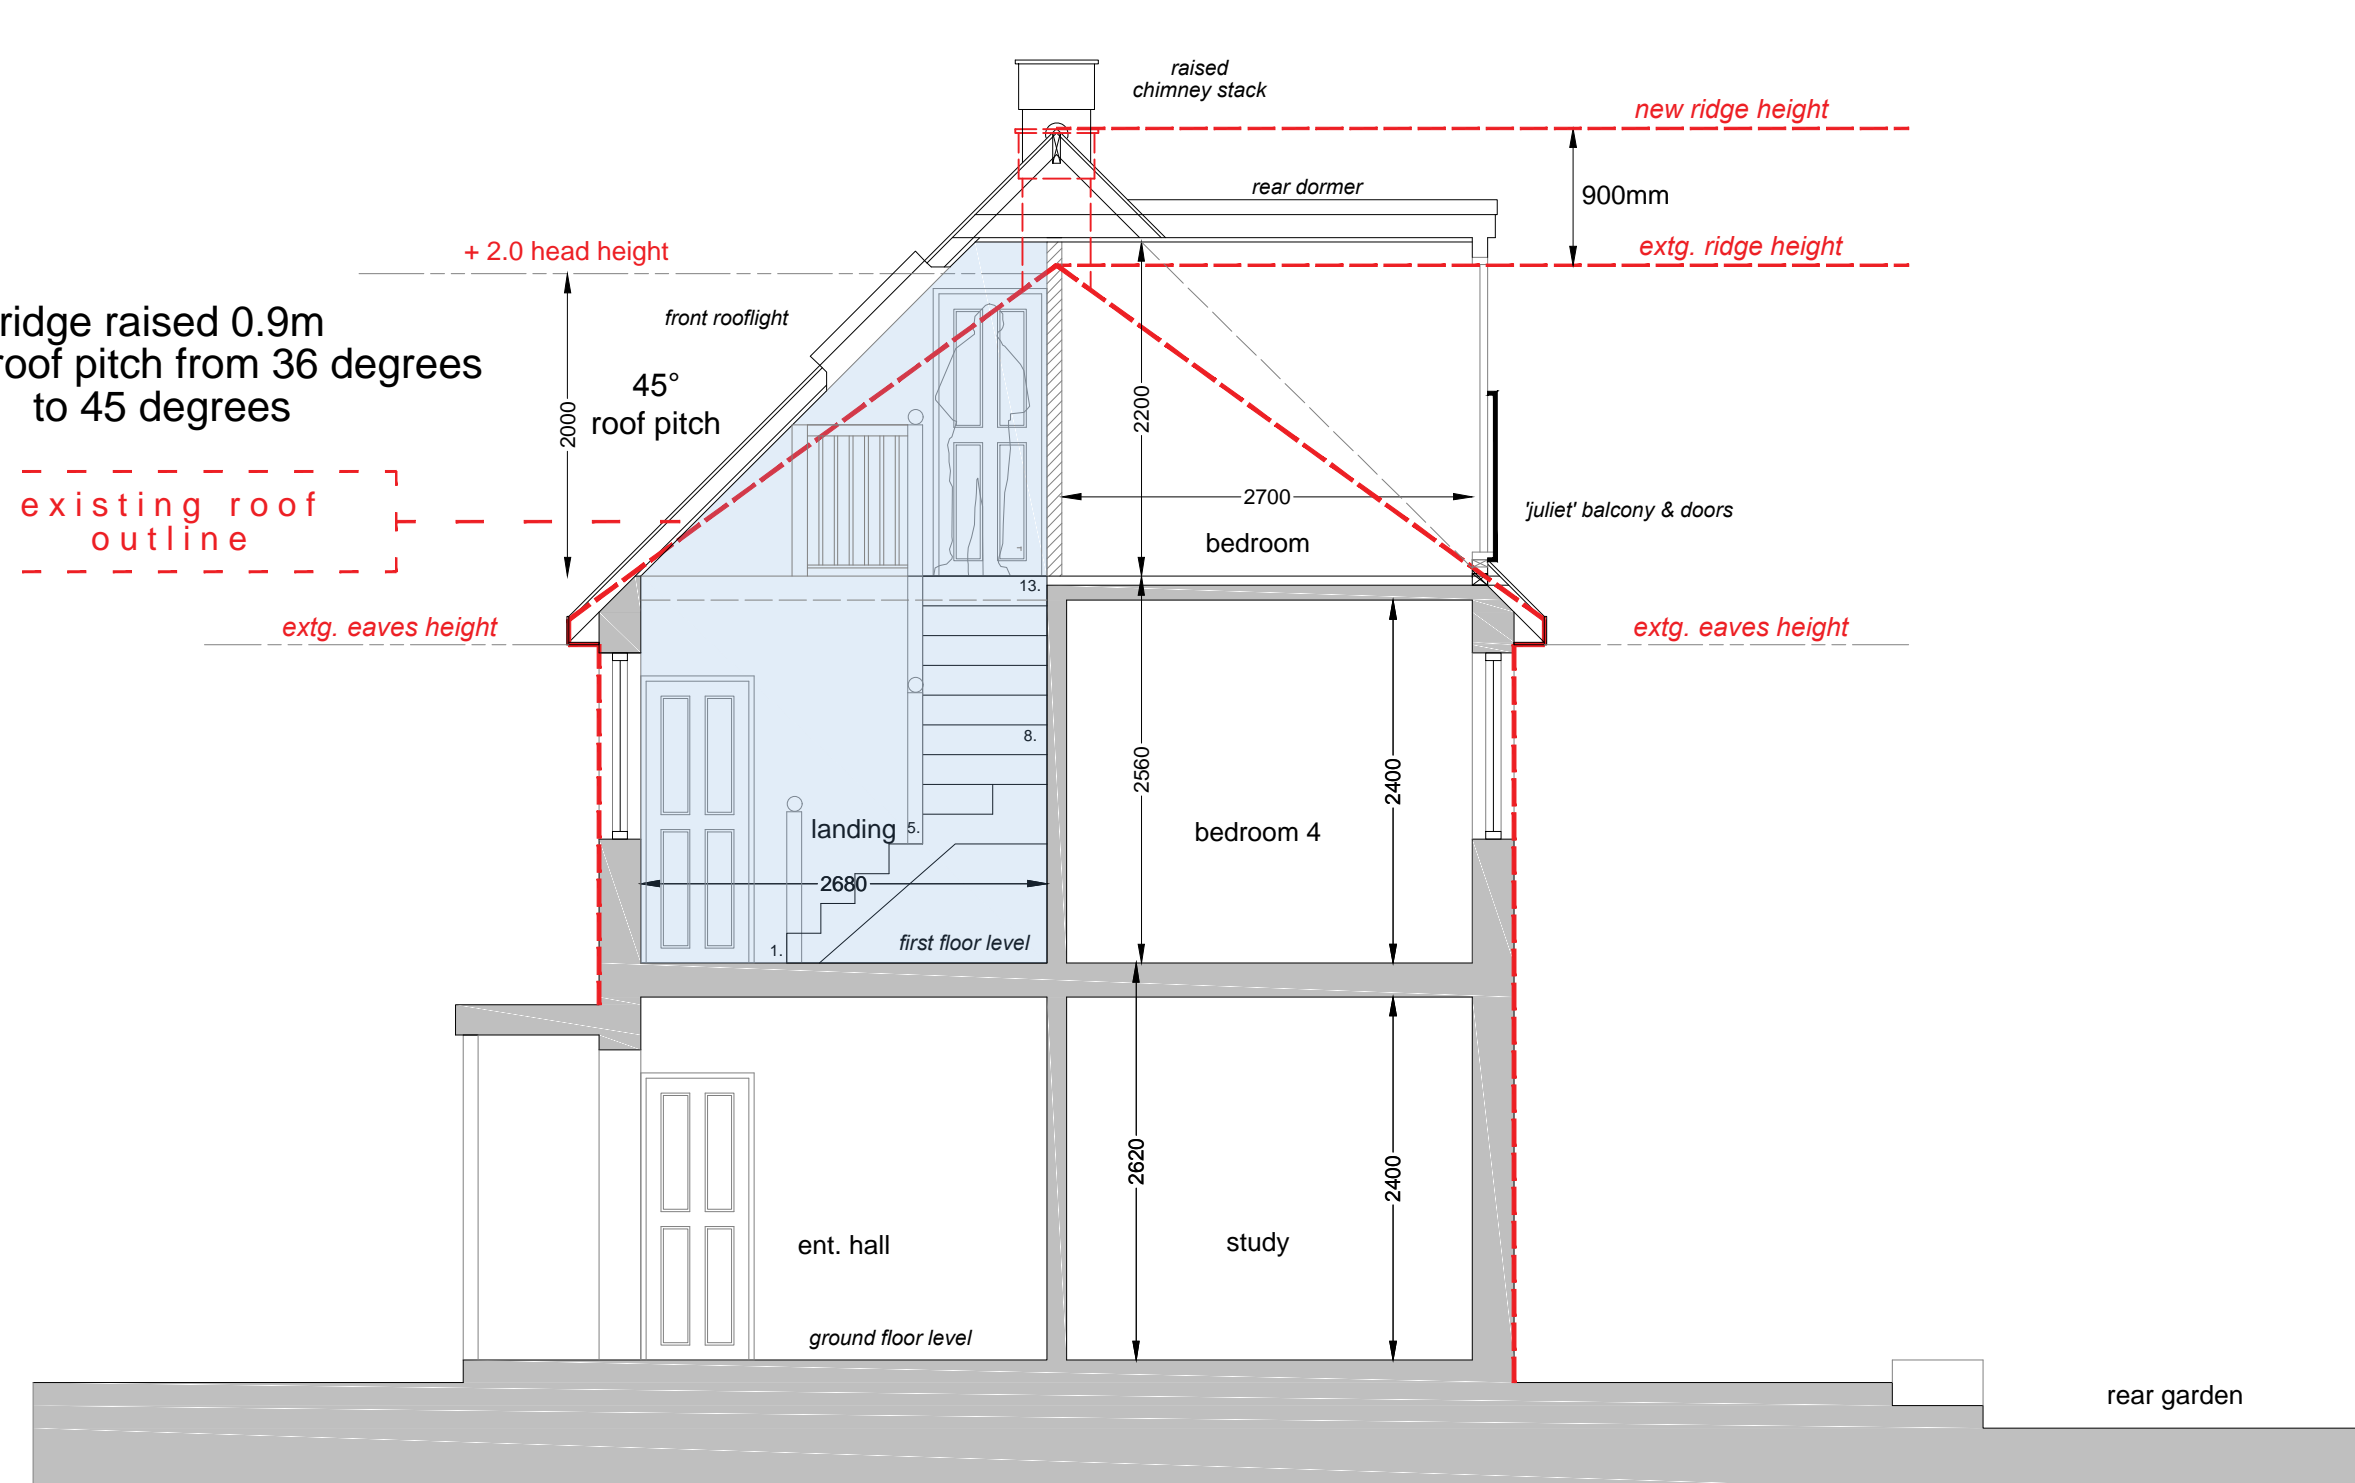 raised
chimney stack
new ridge height
rear dormer
900mm
+ 2.0 head height
extg. ridge height
front rooflight
ridge raised 0.9m
roof pitch from 36 degrees
to 45 degrees
45°
roof pitch
2000
2200
existing roof
outline
2700
bedroom
'juliet' balcony & doors
13.
extg. eaves height
extg. eaves height
8.
2560
2400
landing
5.
bedroom 4
2680
1.
first floor level
2620
2400
ent. hall
study
ground floor level
rear garden